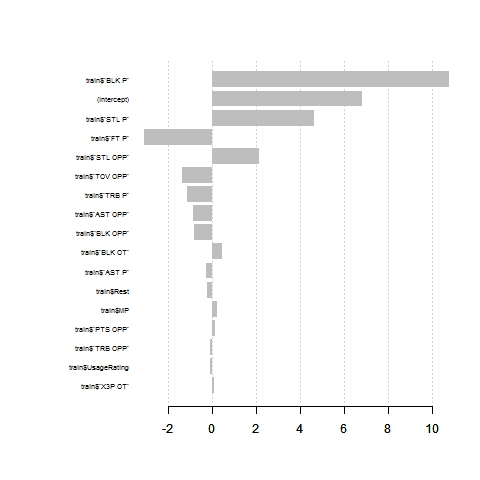 train$`BLK P`
(Intercept)
train$`STL P`
train$`FT P`
train$`STL OPP`
train$`TOV OPP`
train$`TRB P`
train$`AST OPP`
train$`BLK OPP`
train$`BLK OT`
train$`AST P`
train$Rest
train$MP
train$`PTS OPP`
train$`TRB OPP`
train$UsageRating
train$`X3P OT`
-2 0 2 4 6 8 10